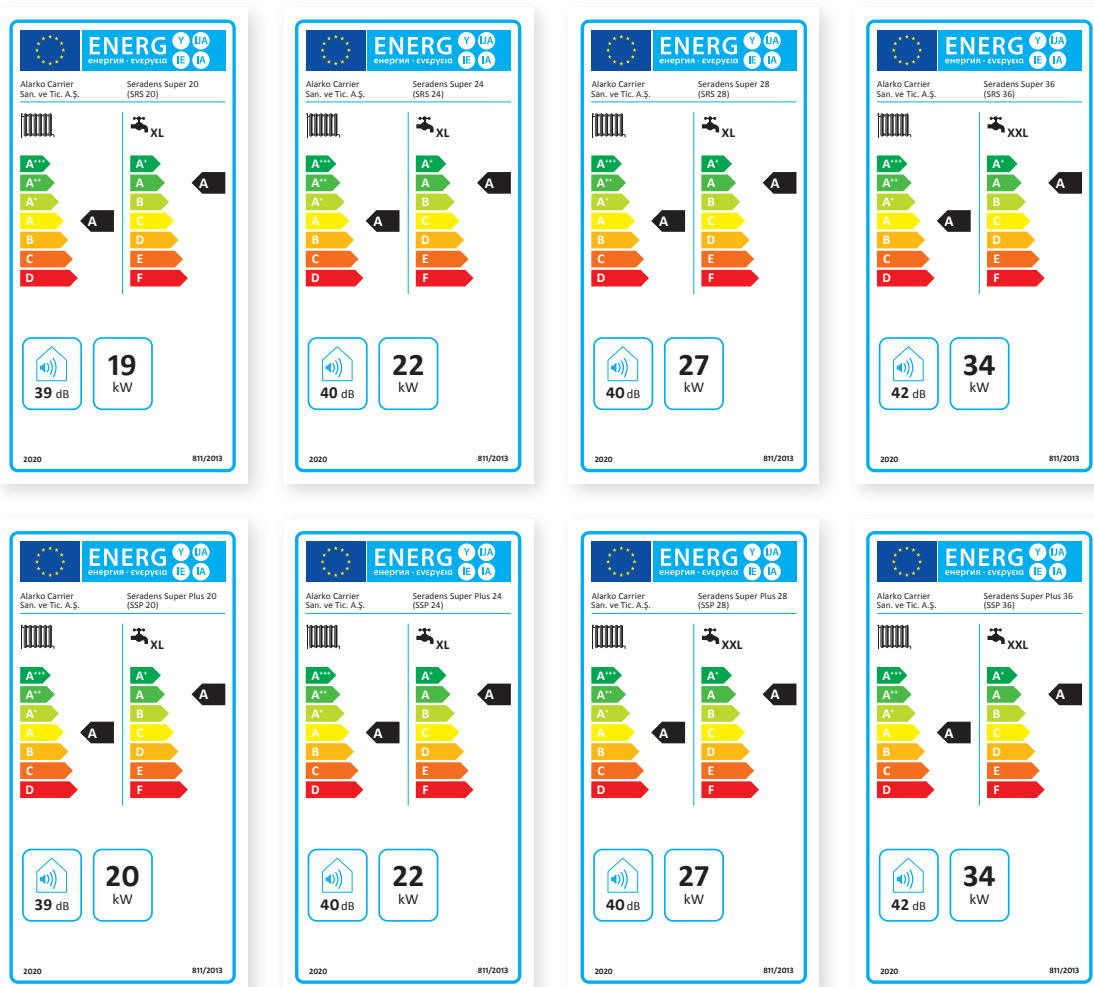 ENERG Y IJA
енергия · ενεργεια IE IA
Alarko Carrier
San. ve Tic. A.Ş.
Seradens Super 20
(SRS 20)
XL
A+++
A++
A+
A
B
C
D
A
A+
A
B
C
D
E
F
A
39 dB
19
kW
2020
811/2013
ENERG Y IJA
енергия · ενεργεια IE IA
Alarko Carrier
San. ve Tic. A.Ş.
Seradens Super 24
(SRS 24)
XL
A+++
A++
A+
A
B
C
D
A
A+
A
B
C
D
E
F
A
40 dB
22
kW
2020
811/2013
ENERG Y IJA
енергия · ενεργεια IE IA
Alarko Carrier
San. ve Tic. A.Ş.
Seradens Super 28
(SRS 28)
XL
A+++
A++
A+
A
B
C
D
A
A+
A
B
C
D
E
F
A
40 dB
27
kW
2020
811/2013
ENERG Y IJA
енергия · ενεργεια IE IA
Alarko Carrier
San. ve Tic. A.Ş.
Seradens Super 36
(SRS 36)
XXL
A+++
A++
A+
A
B
C
D
A
A+
A
B
C
D
E
F
A
42 dB
34
kW
2020
811/2013
ENERG Y IJA
енергия · ενεργεια IE IA
Alarko Carrier
San. ve Tic. A.Ş.
Seradens Super Plus 20
(SSP 20)
XL
A+++
A++
A+
A
B
C
D
A
A+
A
B
C
D
E
F
A
39 dB
20
kW
2020
811/2013
ENERG Y IJA
енергия · ενεργεια IE IA
Alarko Carrier
San. ve Tic. A.Ş.
Seradens Super Plus 24
(SSP 24)
XL
A+++
A++
A+
A
B
C
D
A
A+
A
B
C
D
E
F
A
40 dB
22
kW
2020
811/2013
ENERG Y IJA
енергия · ενεργεια IE IA
Alarko Carrier
San. ve Tic. A.Ş.
Seradens Super Plus 28
(SSP 28)
XXL
A+++
A++
A+
A
B
C
D
A
A+
A
B
C
D
E
F
A
40 dB
27
kW
2020
811/2013
ENERG Y IJA
енергия · ενεργεια IE IA
Alarko Carrier
San. ve Tic. A.Ş.
Seradens Super Plus 36
(SSP 36)
XXL
A+++
A++
A+
A
B
C
D
A
A+
A
B
C
D
E
F
A
42 dB
34
kW
2020
811/2013